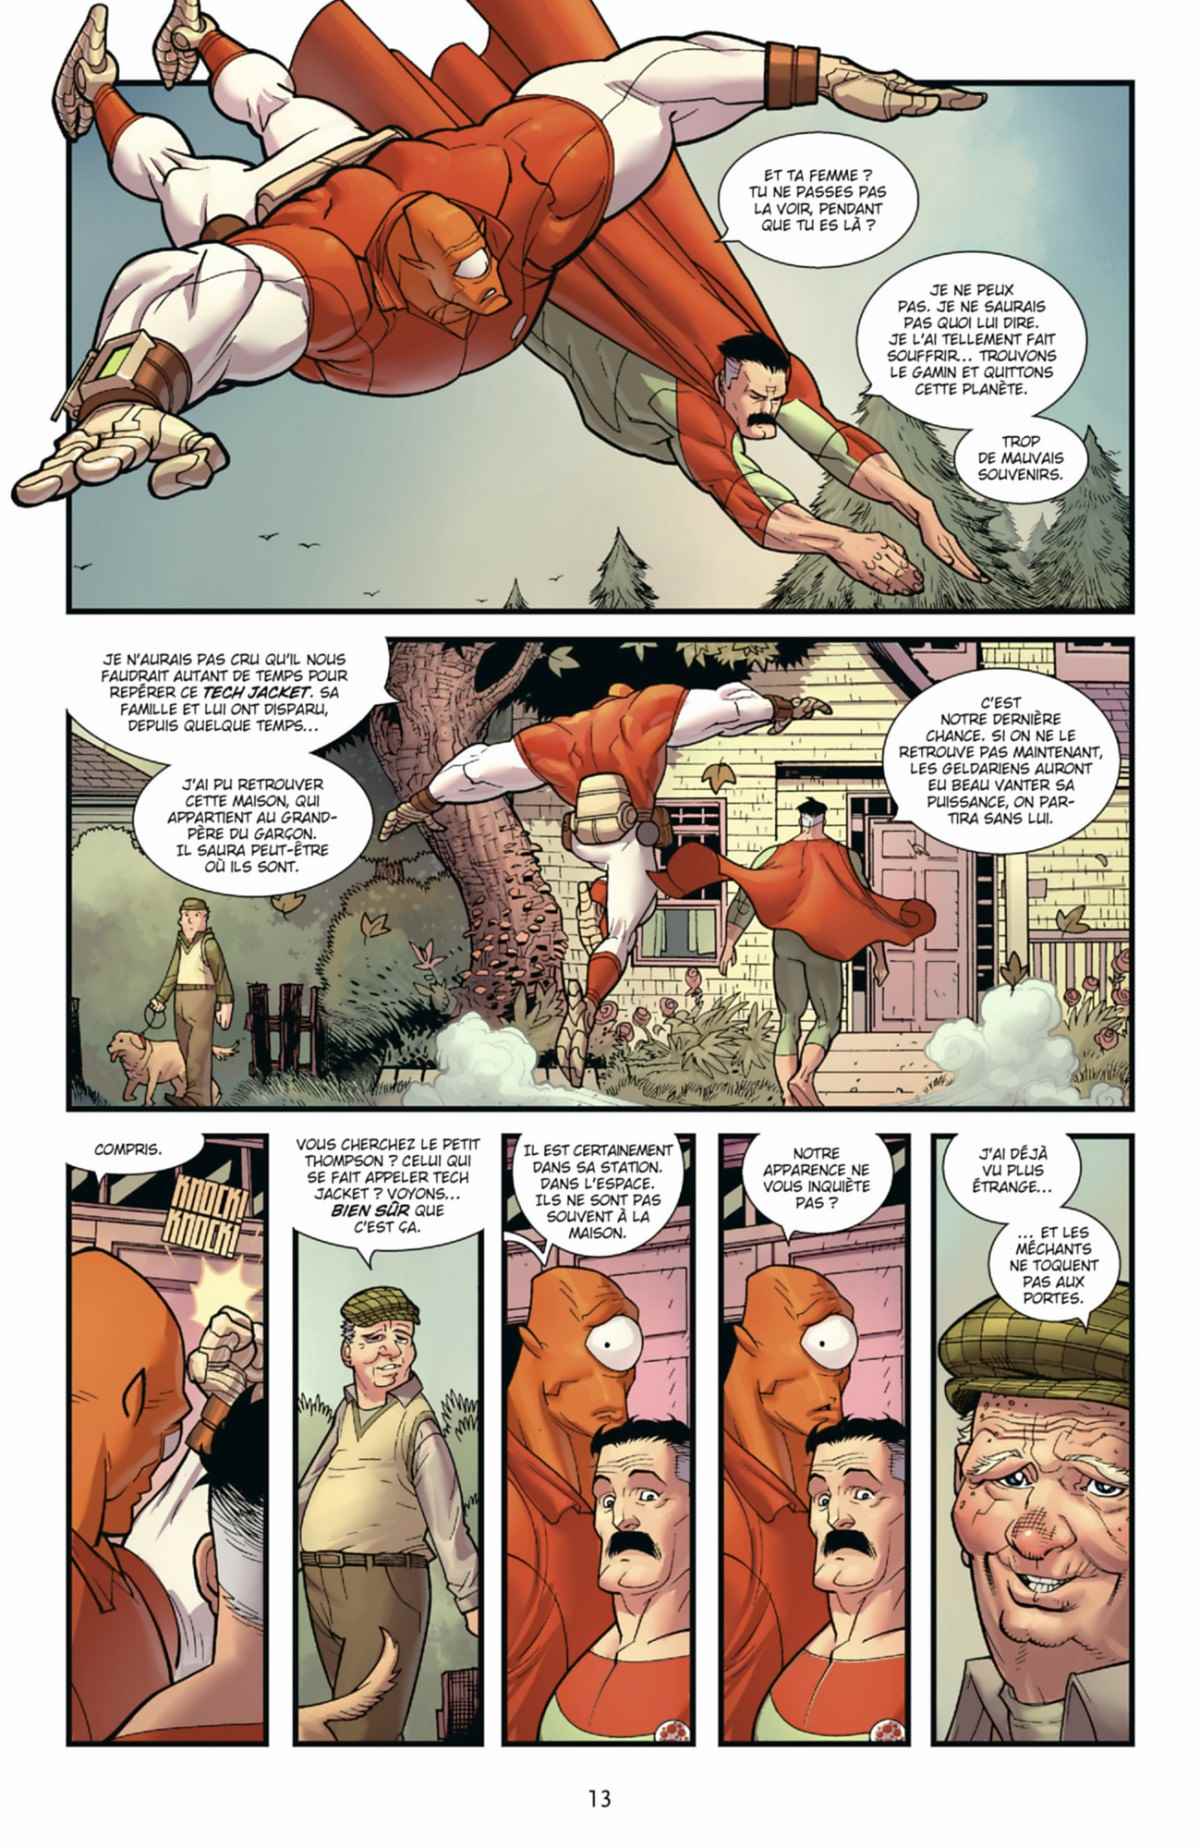 ET TA FEMME ?
TU NE PASSES PAS
LA VOIR, PENDANT
QUE TU ES LÀ ?
JE NE PEUX
PAS. JE NE SAURAIS
PAS QUOI LUI DIRE.
JE L'AI TELLEMENT FAIT
SOUFFRIR... TROUVONS
LE GAMIN ET QUITTONS
CETTE PLANÈTE.
TROP
DE MAUVAIS
SOUVENIRS.
JE N'AURAIS PAS CRU QU'IL NOUS
FAUDRAIT AUTANT DE TEMPS POUR
REPÉRER CE TECH JACKET. SA
FAMILLE ET LUI ONT DISPARU,
DEPUIS QUELQUE TEMPS...
J'AI PU RETROUVER
CETTE MAISON, QUI
APPARTIENT AU GRAND-
PÈRE DU GARÇON.
IL SAURA PEUT-ÊTRE
OÙ ILS SONT.
C'EST
NOTRE DERNIÈRE
CHANCE. SI ON NE LE
RETROUVE PAS MAINTENANT,
LES GELDARIENS AURONT
EU BEAU VANTER SA
PUISSANCE, ON PAR-
TIRA SANS LUI.
COMPRIS.
KNOCK!
KNOCK!
VOUS CHERCHEZ LE PETIT
THOMPSON ? CELUI QUI
SE FAIT APPELER TECH
JACKET ? VOYONS...
BIEN SÛR QUE
C'EST ÇA.
IL EST CERTAINEMENT
DANS SA STATION.
DANS L'ESPACE.
ILS NE SONT PAS
SOUVENT À LA
MAISON.
NOTRE
APPARENCE NE
VOUS INQUIÈTE
PAS ?
J'AI DÉJÀ
VU PLUS
ÉTRANGE...
... ET LES
MÉCHANTS
NE TOQUENT
PAS AUX
PORTES.
13